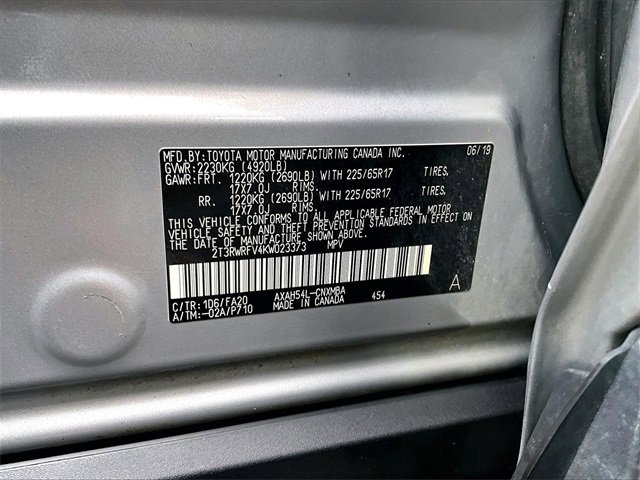 MFD.BY:TOYOTA MOTOR MANUFACTURING CANADA INC. 06/19
GVWR:2230KG (4920LB)
GAWR:FRT. 1220KG (2690LB) WITH 225/65R17 TIRES,
17X7.0J RIMS.
RR. 1220KG (2690LB) WITH 225/65R17 TIRES,
17X7.0J RIMS.
THIS VEHICLE CONFORMS TO ALL APPLICABLE FEDERAL MOTOR
VEHICLE SAFETY AND THEFT PREVENTION STANDARDS IN EFFECT ON
THE DATE OF MANUFACTURE SHOWN ABOVE.
2T3RWRFV4KW023373 MPV
C/TR:1D6/FA20 AXAH54L-CNXMBA 454 A
A/TM:-02A/P710 MADE IN CANADA